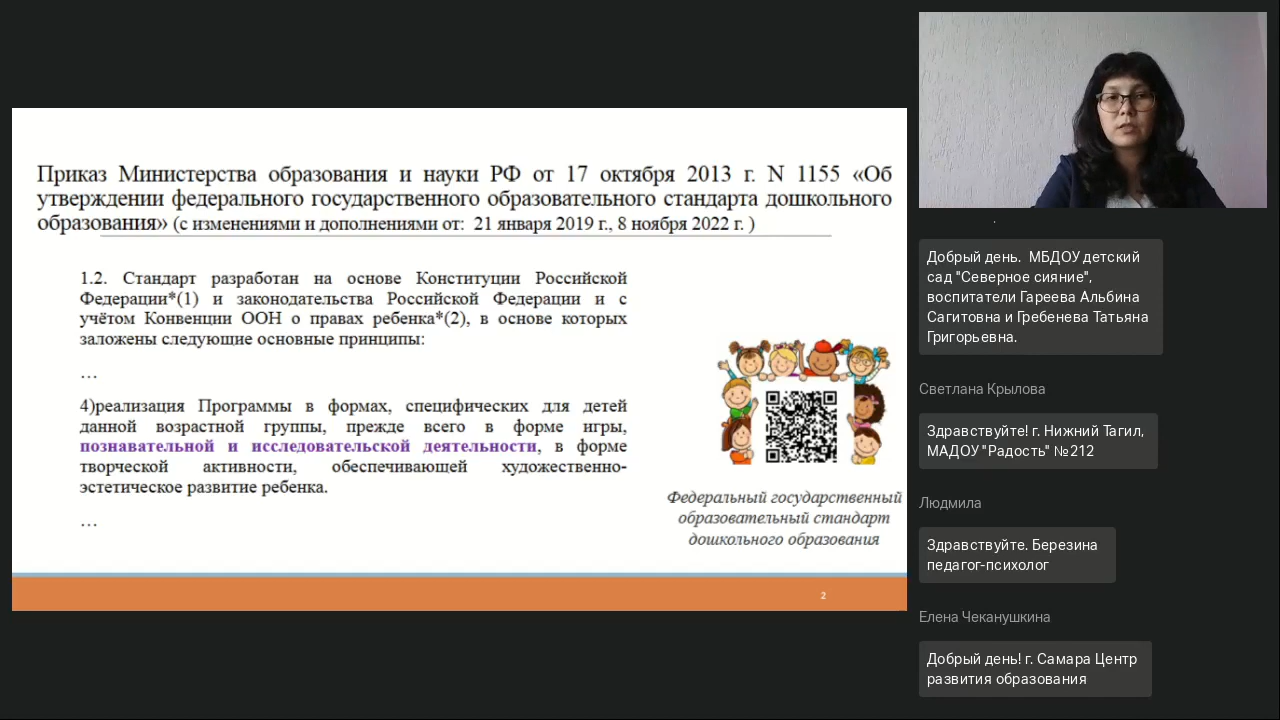 Приказ Министерства образования и науки РФ от 17 октября 2013 г. N 1155 «Об
утверждении федерального государственного образовательного стандарта дошкольного
образования» (с изменениями и дополнениями от: 21 января 2019 г., 8 ноября 2022 г. )
1.2. Стандарт разработан на основе Конституции Российской
Федерации*(1) и законодательства Российской Федерации и с
учётом Конвенции ООН о правах ребенка*(2), в основе которых
заложены следующие основные принципы:
…
4)реализация Программы в формах, специфических для детей
данной возрастной группы, прежде всего в форме игры,
познавательной и исследовательской деятельности, в форме
творческой активности, обеспечивающей художественно-
эстетическое развитие ребенка.
…
Федеральный государственный
образовательный стандарт
дошкольного образования
2
Добрый день. МБДОУ детский
сад "Северное сияние",
воспитатели Гареева Альбина
Сагитовна и Гребенева Татьяна
Григорьевна.
Светлана Крылова
Здравствуйте! г. Нижний Тагил,
МАДОУ "Радость" №212
Людмила
Здравствуйте. Березина
педагог-психолог
Елена Чеканушкина
Добрый день! г. Самара Центр
развития образования